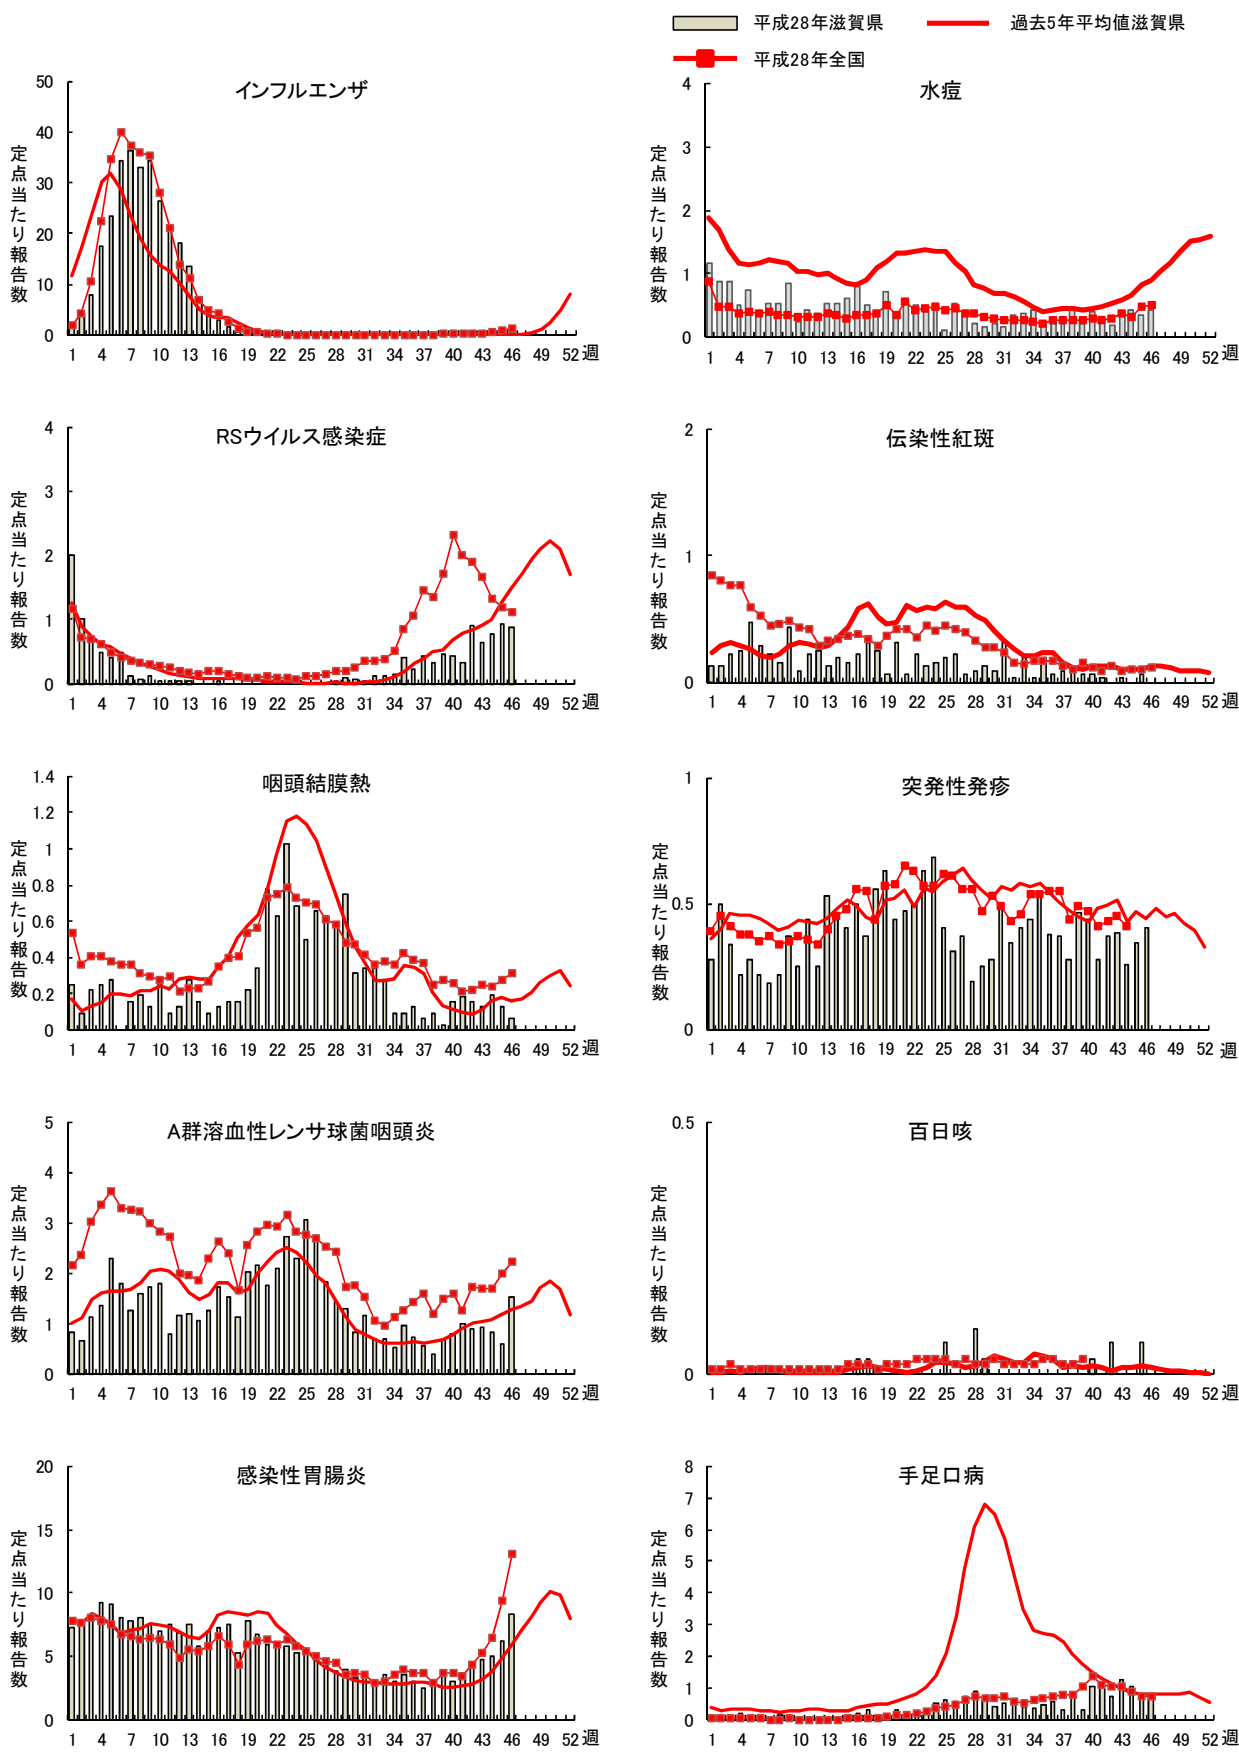 平成28年滋賀県 過去5年平均値滋賀県
平成28年全国
インフルエンザ
定点当たり報告数
50
40
30
20
10
0
1 4 7 10 13 16 19 22 25 28 31 34 37 40 43 46 49 52 週
水痘
定点当たり報告数
4
3
2
1
0
1 4 7 10 13 16 19 22 25 28 31 34 37 40 43 46 49 52 週
RSウイルス感染症
定点当たり報告数
4
3
2
1
0
1 4 7 10 13 16 19 22 25 28 31 34 37 40 43 46 49 52 週
伝染性紅斑
定点当たり報告数
2
1
0
1 4 7 10 13 16 19 22 25 28 31 34 37 40 43 46 49 52 週
咽頭結膜熱
定点当たり報告数
1.4
1.2
1
0.8
0.6
0.4
0.2
0
1 4 7 10 13 16 19 22 25 28 31 34 37 40 43 46 49 52 週
突発性発疹
定点当たり報告数
1
0.5
0
1 4 7 10 13 16 19 22 25 28 31 34 37 40 43 46 49 52 週
A群溶血性レンサ球菌咽頭炎
定点当たり報告数
5
4
3
2
1
0
1 4 7 10 13 16 19 22 25 28 31 34 37 40 43 46 49 52 週
百日咳
定点当たり報告数
0.5
0
1 4 7 10 13 16 19 22 25 28 31 34 37 40 43 46 49 52 週
感染性胃腸炎
定点当たり報告数
20
15
10
5
0
1 4 7 10 13 16 19 22 25 28 31 34 37 40 43 46 49 52 週
手足口病
定点当たり報告数
8
7
6
5
4
3
2
1
0
1 4 7 10 13 16 19 22 25 28 31 34 37 40 43 46 49 52 週